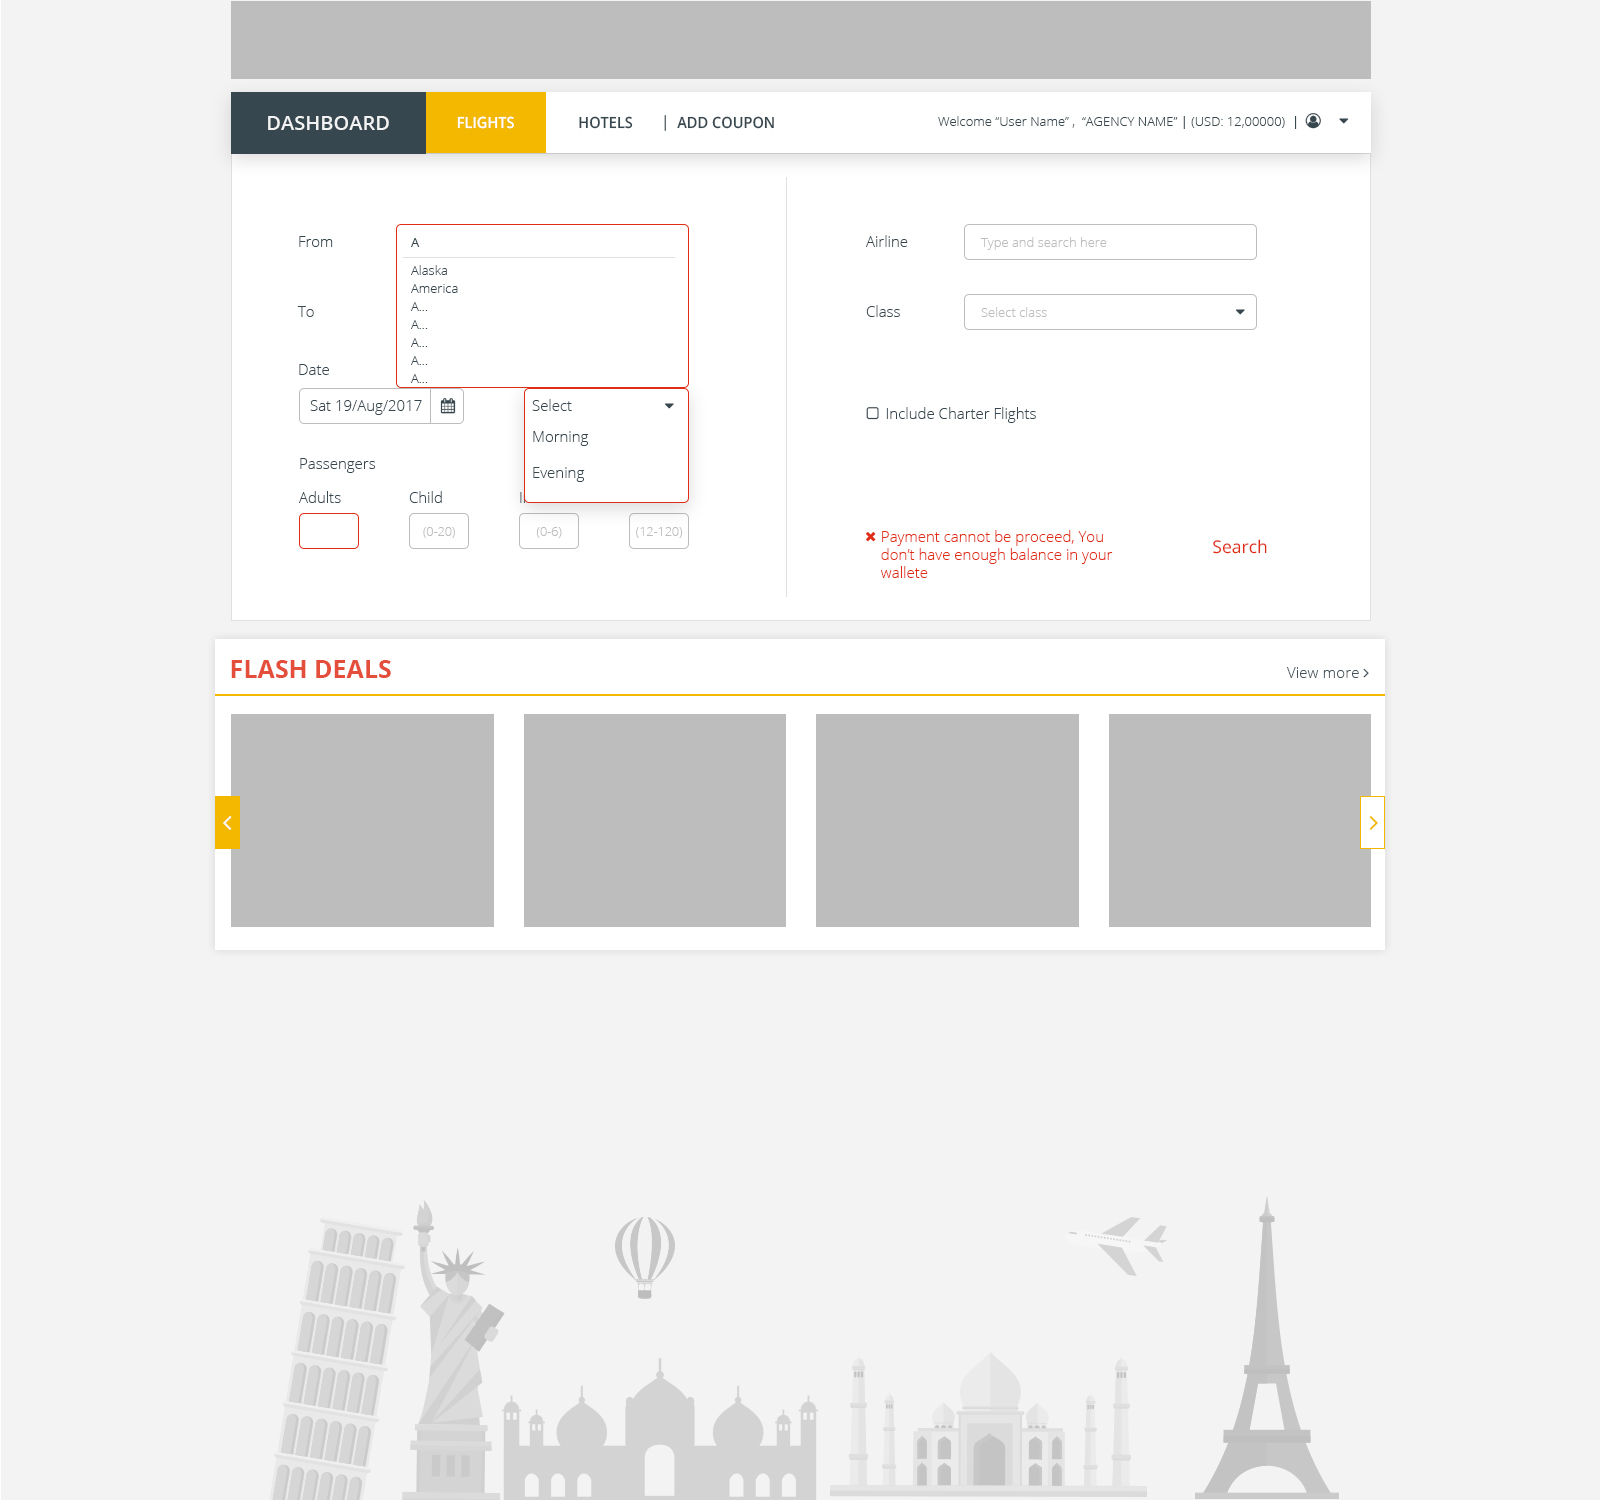 DASHBOARD
FLIGHTS
HOTELS
| ADD COUPON
Welcome “User Name” , “AGENCY NAME” | (USD: 12,00000) |
From
A
Alaska
America
A...
A...
A...
A...
A...
To
Date
Sat 19/Aug/2017
Select
Morning
Evening
Passengers
Adults
Child
(0-20)
(0-6)
(12-120)
Airline
Type and search here
Class
Select class
Include Charter Flights
Payment cannot be proceed, You
don’t have enough balance in your
wallete
Search
FLASH DEALS
View more